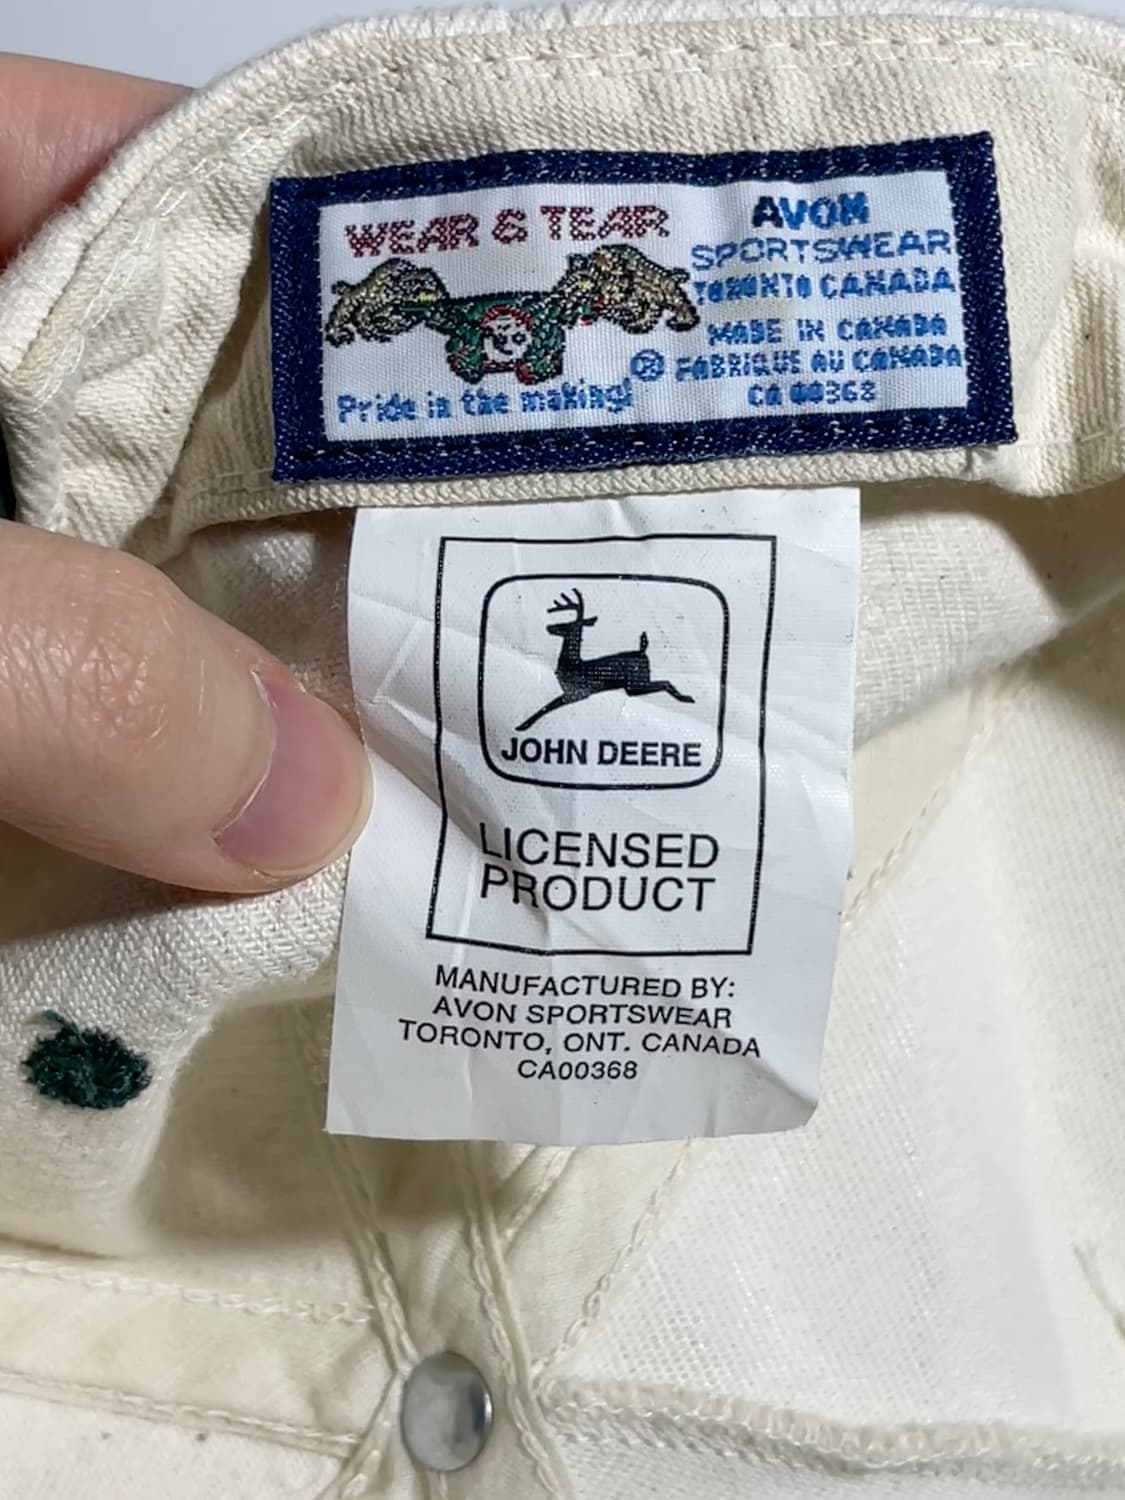 WEAR & TEAR
Pride in the making!
®
AVON
SPORTSWEAR
TORONTO CANADA
MADE IN CANADA
FABRIQUE AU CANADA
CA 00368
JOHN DEERE
LICENSED
PRODUCT
MANUFACTURED BY:
AVON SPORTSWEAR
TORONTO, ONT. CANADA
CA00368